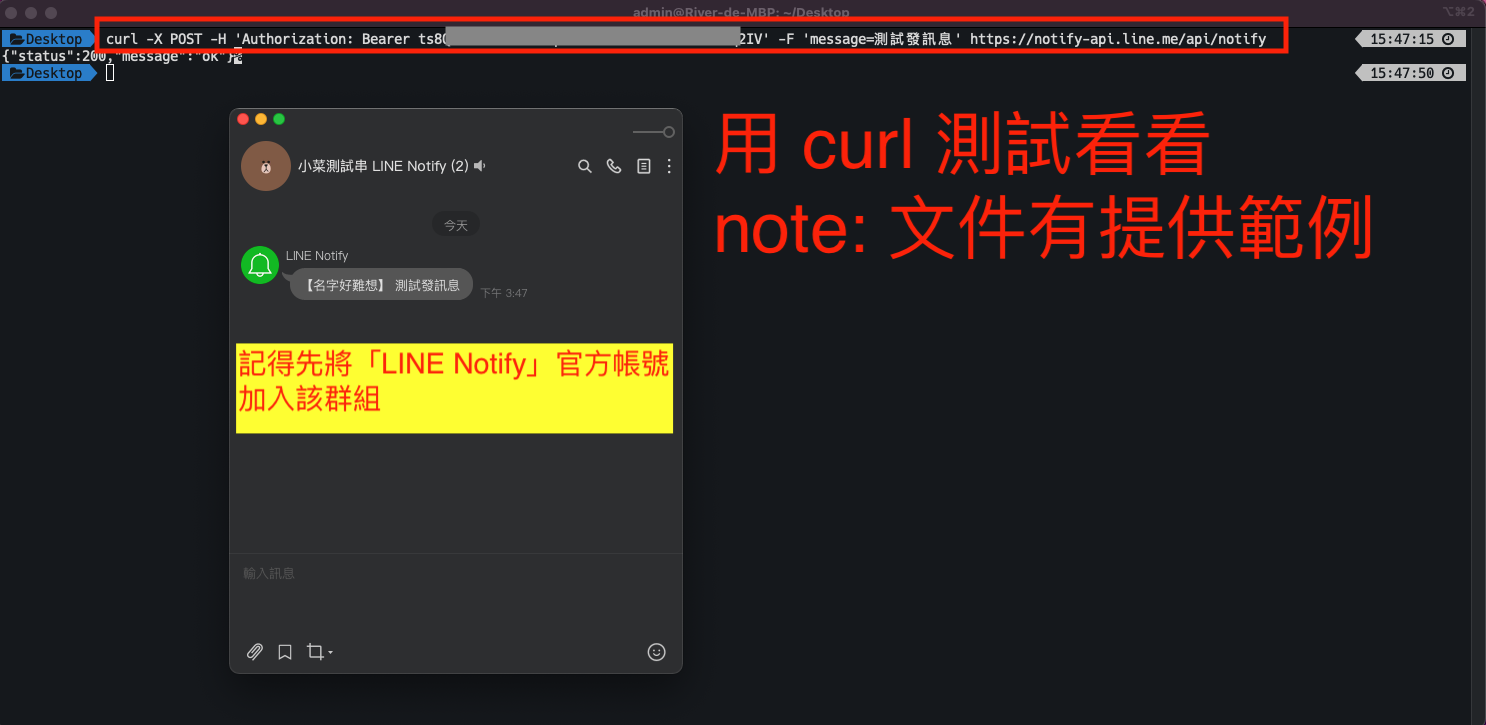 admin@River-de-MBP: ~/Desktop
⌥⌘2
Desktop curl -X POST -H 'Authorization: Bearer ts80 2IV' -F 'message=測試發訊息' https://notify-api.line.me/api/notify 15:47:15
{"status":200,"message":"ok"}%
Desktop 15:47:50
用 curl 測試看看
note: 文件有提供範例
小菜測試串 LINE Notify (2)
今天
LINE Notify
【名字好難想】 測試發訊息
下午 3:47
記得先將「LINE Notify」官方帳號
加入該群組
輸入訊息